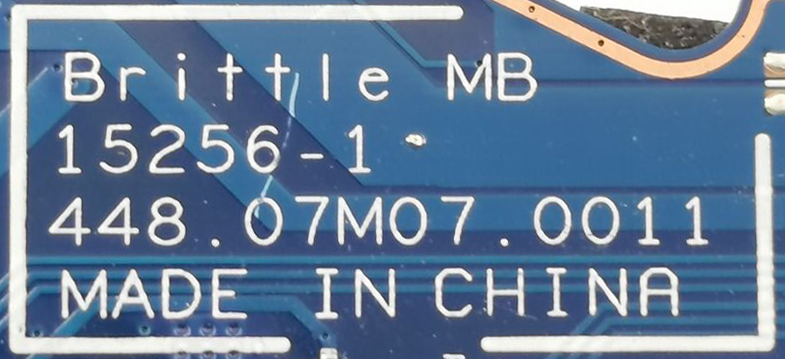 Brittle MB
15256-1
448.07M07.0011
MADE IN CHINA